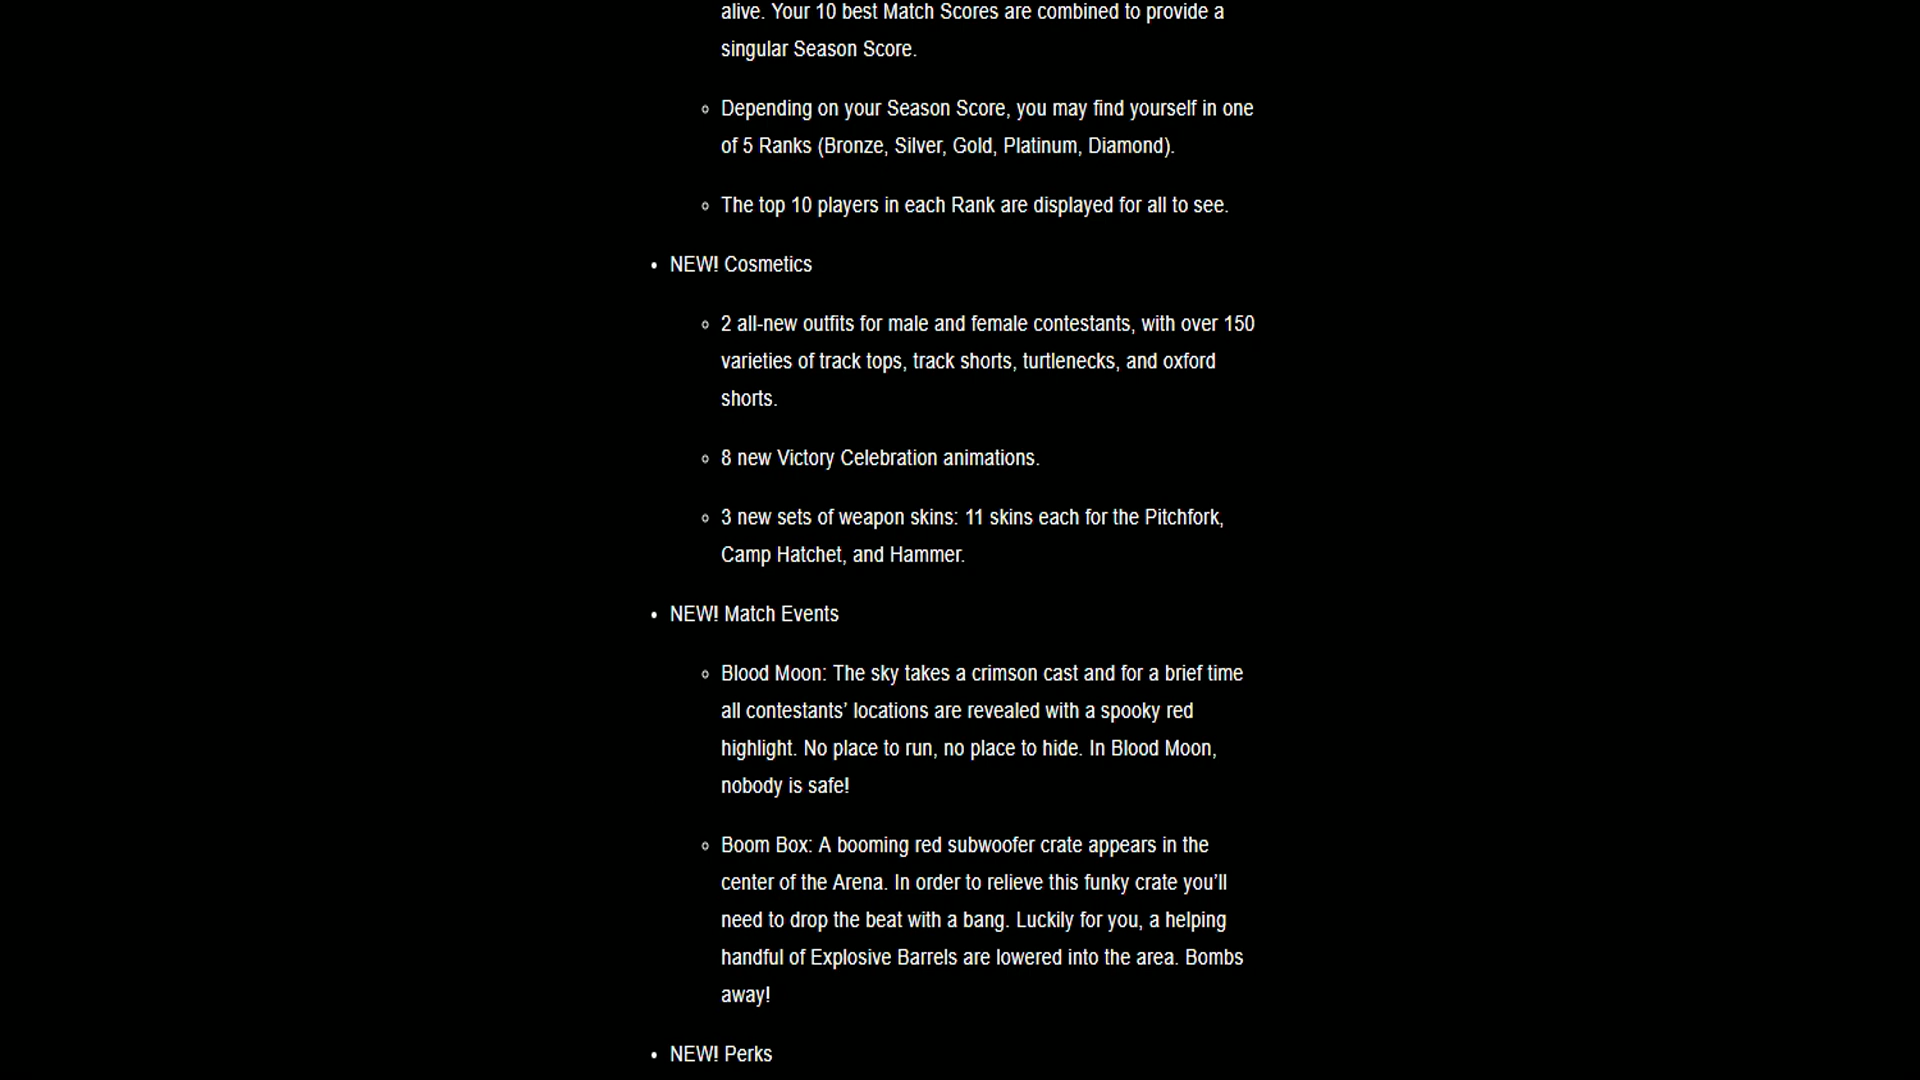 alive. Your 10 best Match Scores are combined to provide a
singular Season Score.
Depending on your Season Score, you may find yourself in one
of 5 Ranks (Bronze, Silver, Gold, Platinum, Diamond).
The top 10 players in each Rank are displayed for all to see.
NEW! Cosmetics
2 all-new outfits for male and female contestants, with over 150
varieties of track tops, track shorts, turtlenecks, and oxford
shorts.
8 new Victory Celebration animations.
3 new sets of weapon skins: 11 skins each for the Pitchfork,
Camp Hatchet, and Hammer.
NEW! Match Events
Blood Moon: The sky takes a crimson cast and for a brief time
all contestants’ locations are revealed with a spooky red
highlight. No place to run, no place to hide. In Blood Moon,
nobody is safe!
Boom Box: A booming red subwoofer crate appears in the
center of the Arena. In order to relieve this funky crate you’ll
need to drop the beat with a bang. Luckily for you, a helping
handful of Explosive Barrels are lowered into the area. Bombs
away!
NEW! Perks